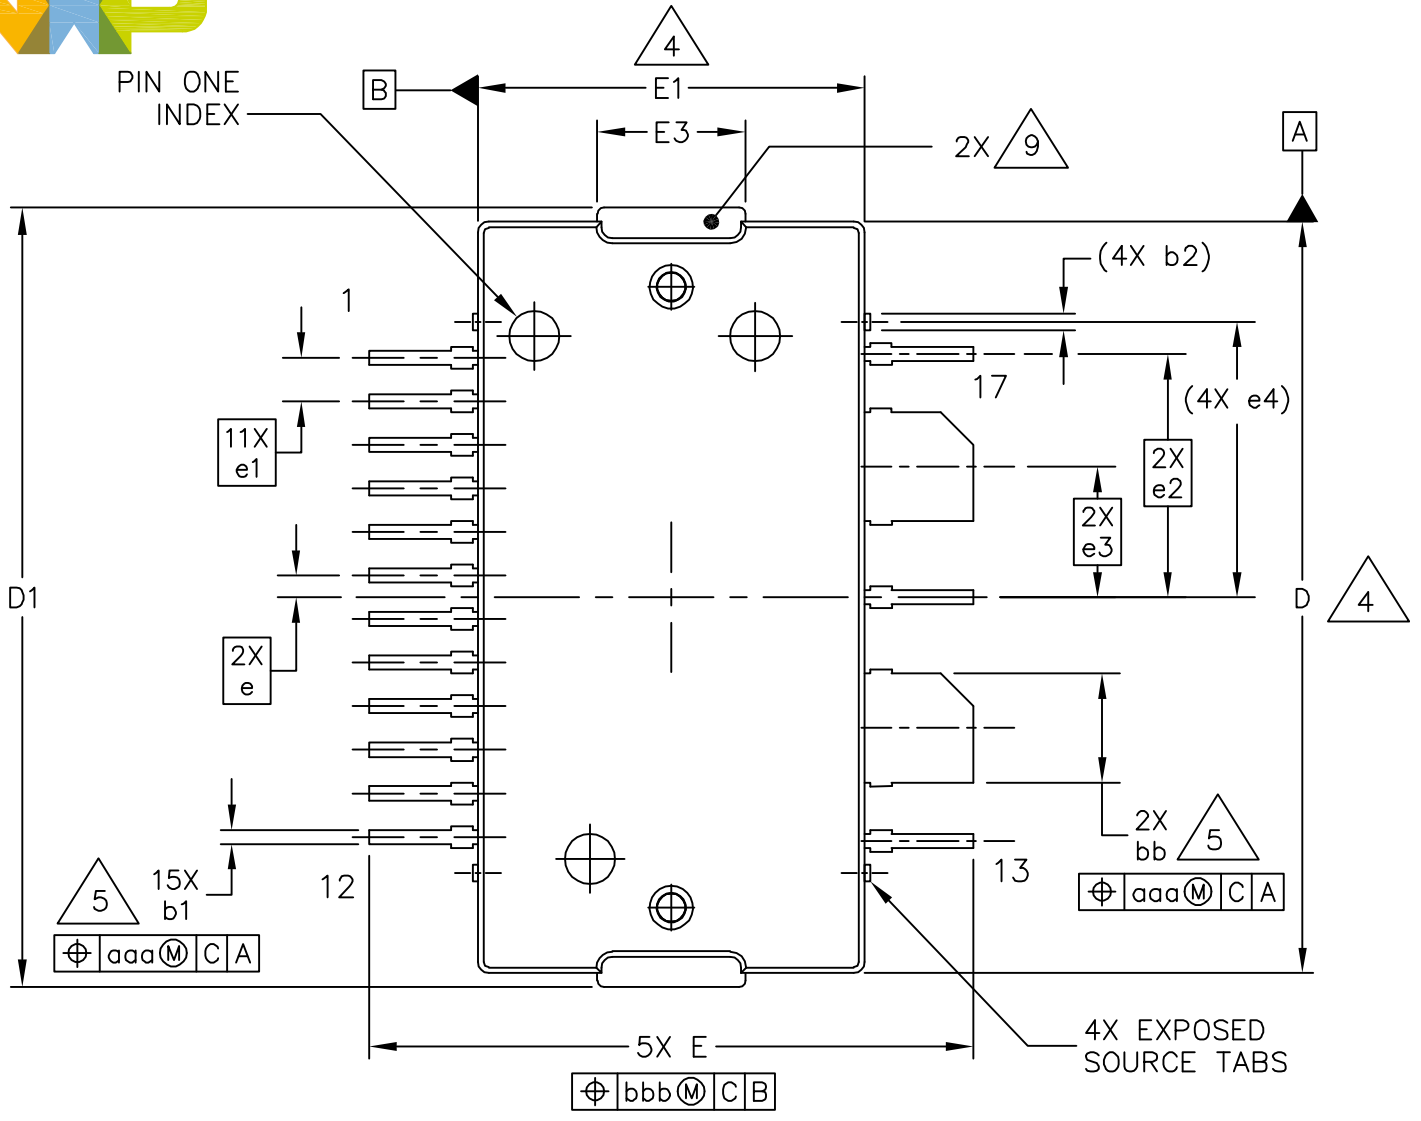 4
PIN ONE
INDEX
B
E1
E3
2X 9
A
(4X b2)
1
17
(4X e4)
11X
e1
2X
e2
2X
e3
D1
D 4
2X
e
2X
bb 5
⌖ aaa Ⓜ C A
5 15X
b1
12
13
⌖ aaa Ⓜ C A
4X EXPOSED
SOURCE TABS
5X E
⌖ bbb Ⓜ C B